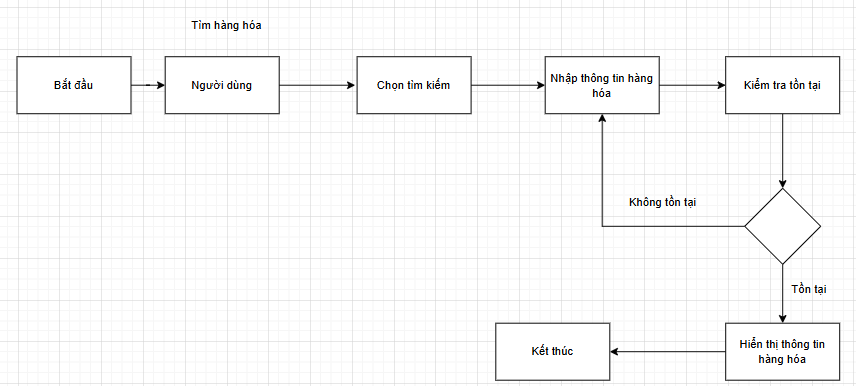 Tìm hàng hóa
Bắt đầu
Người dùng
Chọn tìm kiếm
Nhập thông tin hàng
hóa
Kiểm tra tồn tại
Không tồn tại
Tồn tại
Kết thúc
Hiển thị thông tin
hàng hóa